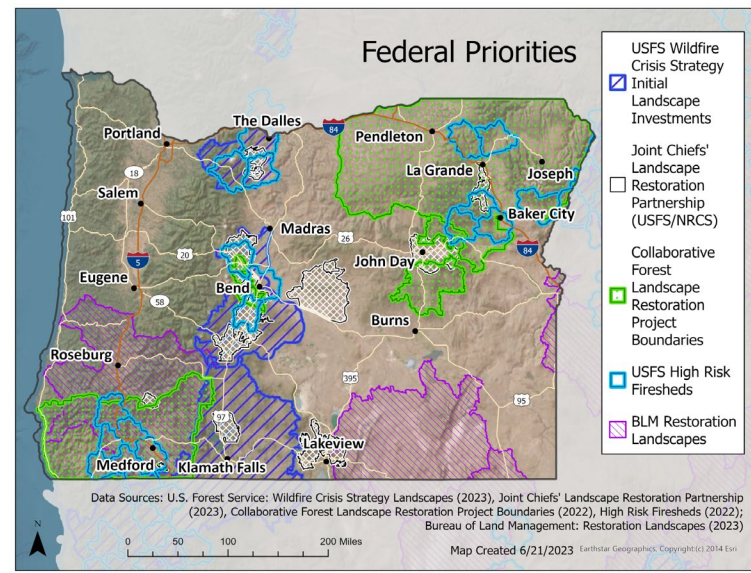 Federal Priorities
USFS Wildfire
Crisis Strategy
Initial
Landscape
Investments
Joint Chiefs'
Landscape
Restoration
Partnership
(USFS/NRCS)
Collaborative
Forest
Landscape
Restoration
Project
Boundaries
USFS High Risk
Firesheds
BLM Restoration
Landscapes
The Dalles
84
Portland
Pendleton
La Grande
Joseph
18
Salem
Baker City
101
Madras
26
84
5
20
John Day
Eugene
Bend
58
Burns
Roseburg
395
95
97
Lakeview
Medford
Klamath Falls
Data Sources: U.S. Forest Service: Wildfire Crisis Strategy Landscapes (2023), Joint Chiefs' Landscape Restoration Partnership
(2023), Collaborative Forest Landscape Restoration Project Boundaries (2022), High Risk Firesheds (2022);
Bureau of Land Management: Restoration Landscapes (2023)
N
0 50 100 200 Miles
Map Created 6/21/2023 Earthstar Geographics, Copyright:(c) 2014 Esri